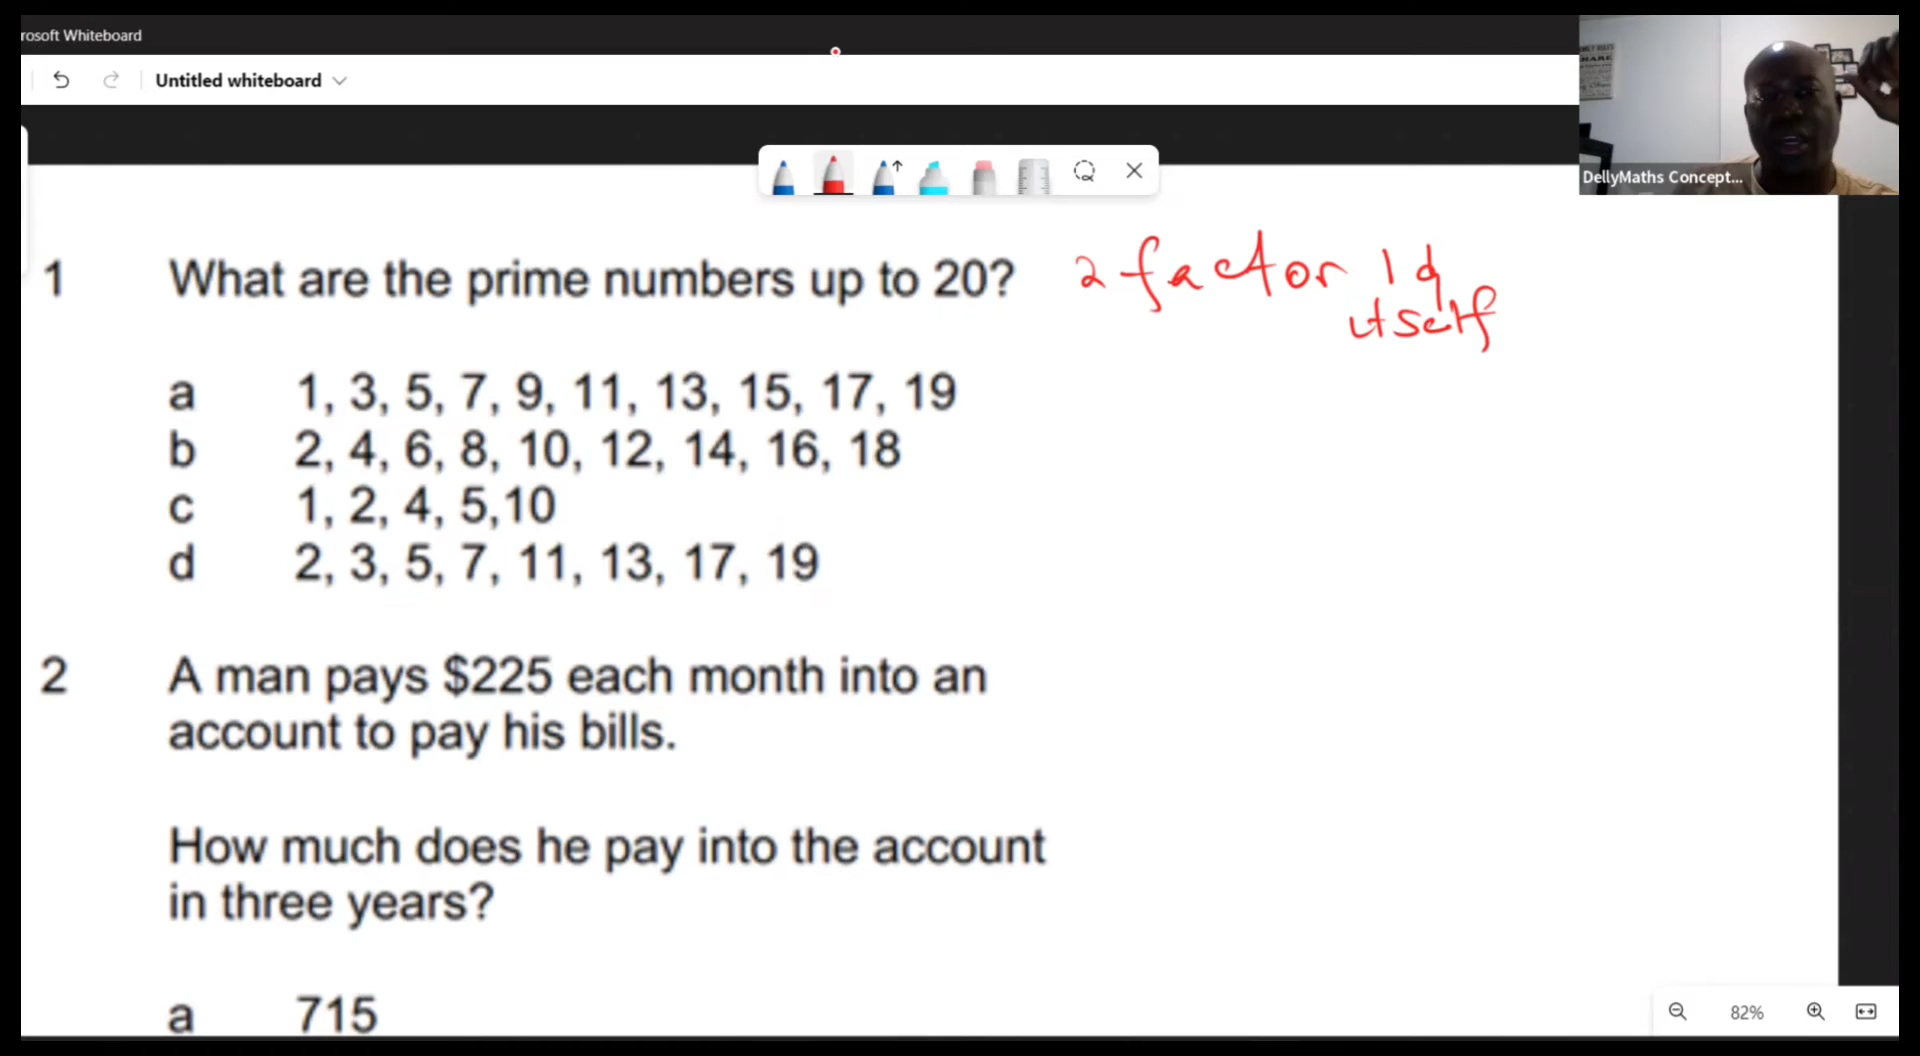 rosoft Whiteboard
Untitled whiteboard
DellyMaths Concept...
1 What are the prime numbers up to 20? 2 factor 1 &
itself
a 1, 3, 5, 7, 9, 11, 13, 15, 17, 19
b 2, 4, 6, 8, 10, 12, 14, 16, 18
c 1, 2, 4, 5,10
d 2, 3, 5, 7, 11, 13, 17, 19
2 A man pays $225 each month into an
account to pay his bills.
How much does he pay into the account
in three years?
a 715
82%